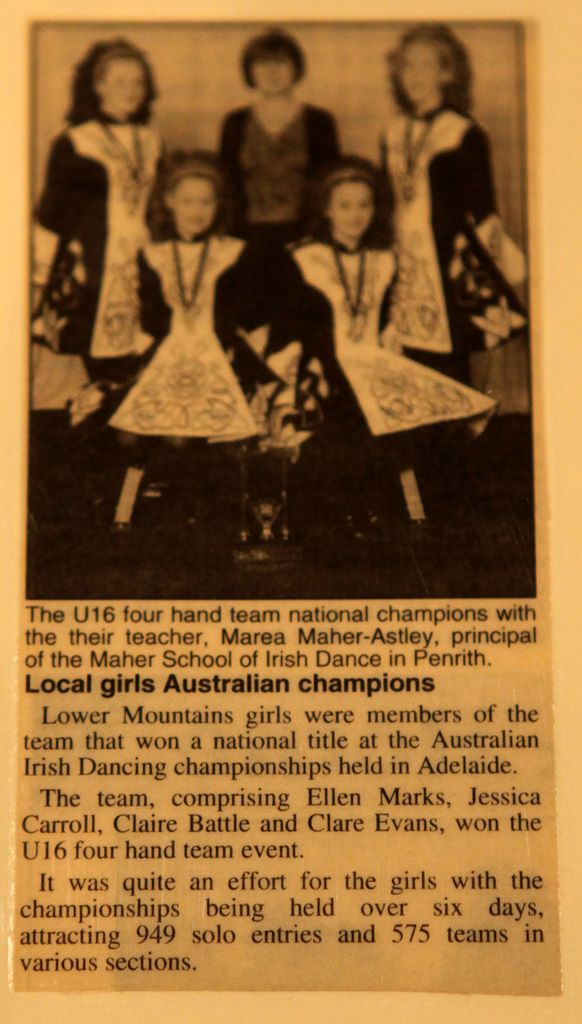 The U16 four hand team national champions with
the their teacher, Marea Maher-Astley, principal
of the Maher School of Irish Dance in Penrith.
Local girls Australian champions
Lower Mountains girls were members of the
team that won a national title at the Australian
Irish Dancing championships held in Adelaide.
The team, comprising Ellen Marks, Jessica
Carroll, Claire Battle and Clare Evans, won the
U16 four hand team event.
It was quite an effort for the girls with the
championships being held over six days,
attracting 949 solo entries and 575 teams in
various sections.